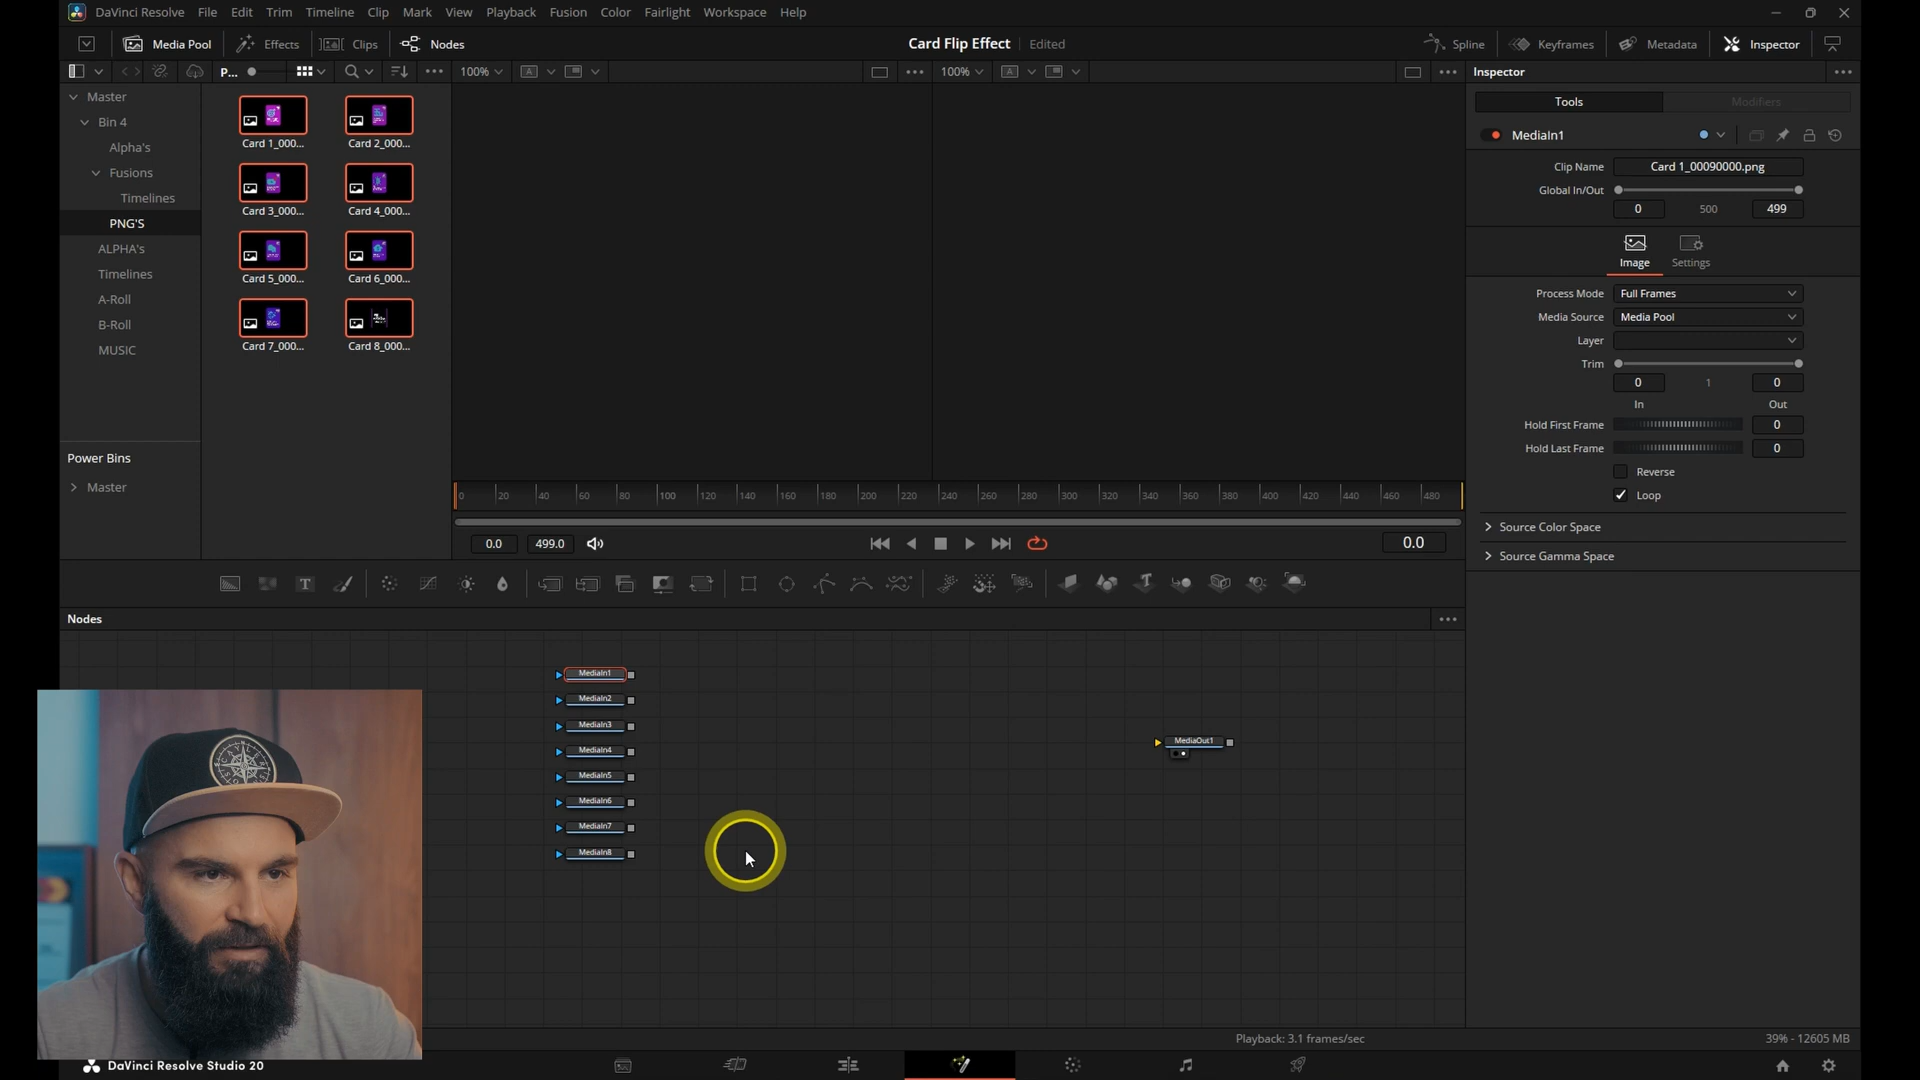 DaVinci Resolve File Edit Trim Timeline Clip Mark View Playback Fusion Color Fairlight Workspace Help
Media Pool Effects Clips Nodes Card Flip Effect Edited Spline Keyframes Metadata Inspector
P... 100% 100% Inspector
Master
Bin 4
Alpha's
Fusions
Timelines
PNG'S
ALPHA's
Timelines
A-Roll
B-Roll
MUSIC
Power Bins
Master
Card 1_000... Card 2_000...
Card 3_000... Card 4_000...
Card 5_000... Card 6_000...
Card 7_000... Card 8_000...
0 20 40 60 80 100 120 140 160 180 200 220 240 260 280 300 320 340 360 380 400 420 440 460 480
0.0 499.0 0.0
Tools Modifiers
MediaIn1
Clip Name Card 1_00090000.png
Global In/Out
0 500 499
Image Settings
Process Mode Full Frames
Media Source Media Pool
Layer
Trim
0 1 0
In Out
Hold First Frame 0
Hold Last Frame 0
Reverse
Loop
Source Color Space
Source Gamma Space
Nodes
MediaIn1
MediaIn2
MediaIn3
MediaIn4
MediaIn5
MediaIn6
MediaIn7
MediaIn8
MediaOut1
Playback: 3.1 frames/sec 39% - 12605 MB
DaVinci Resolve Studio 20